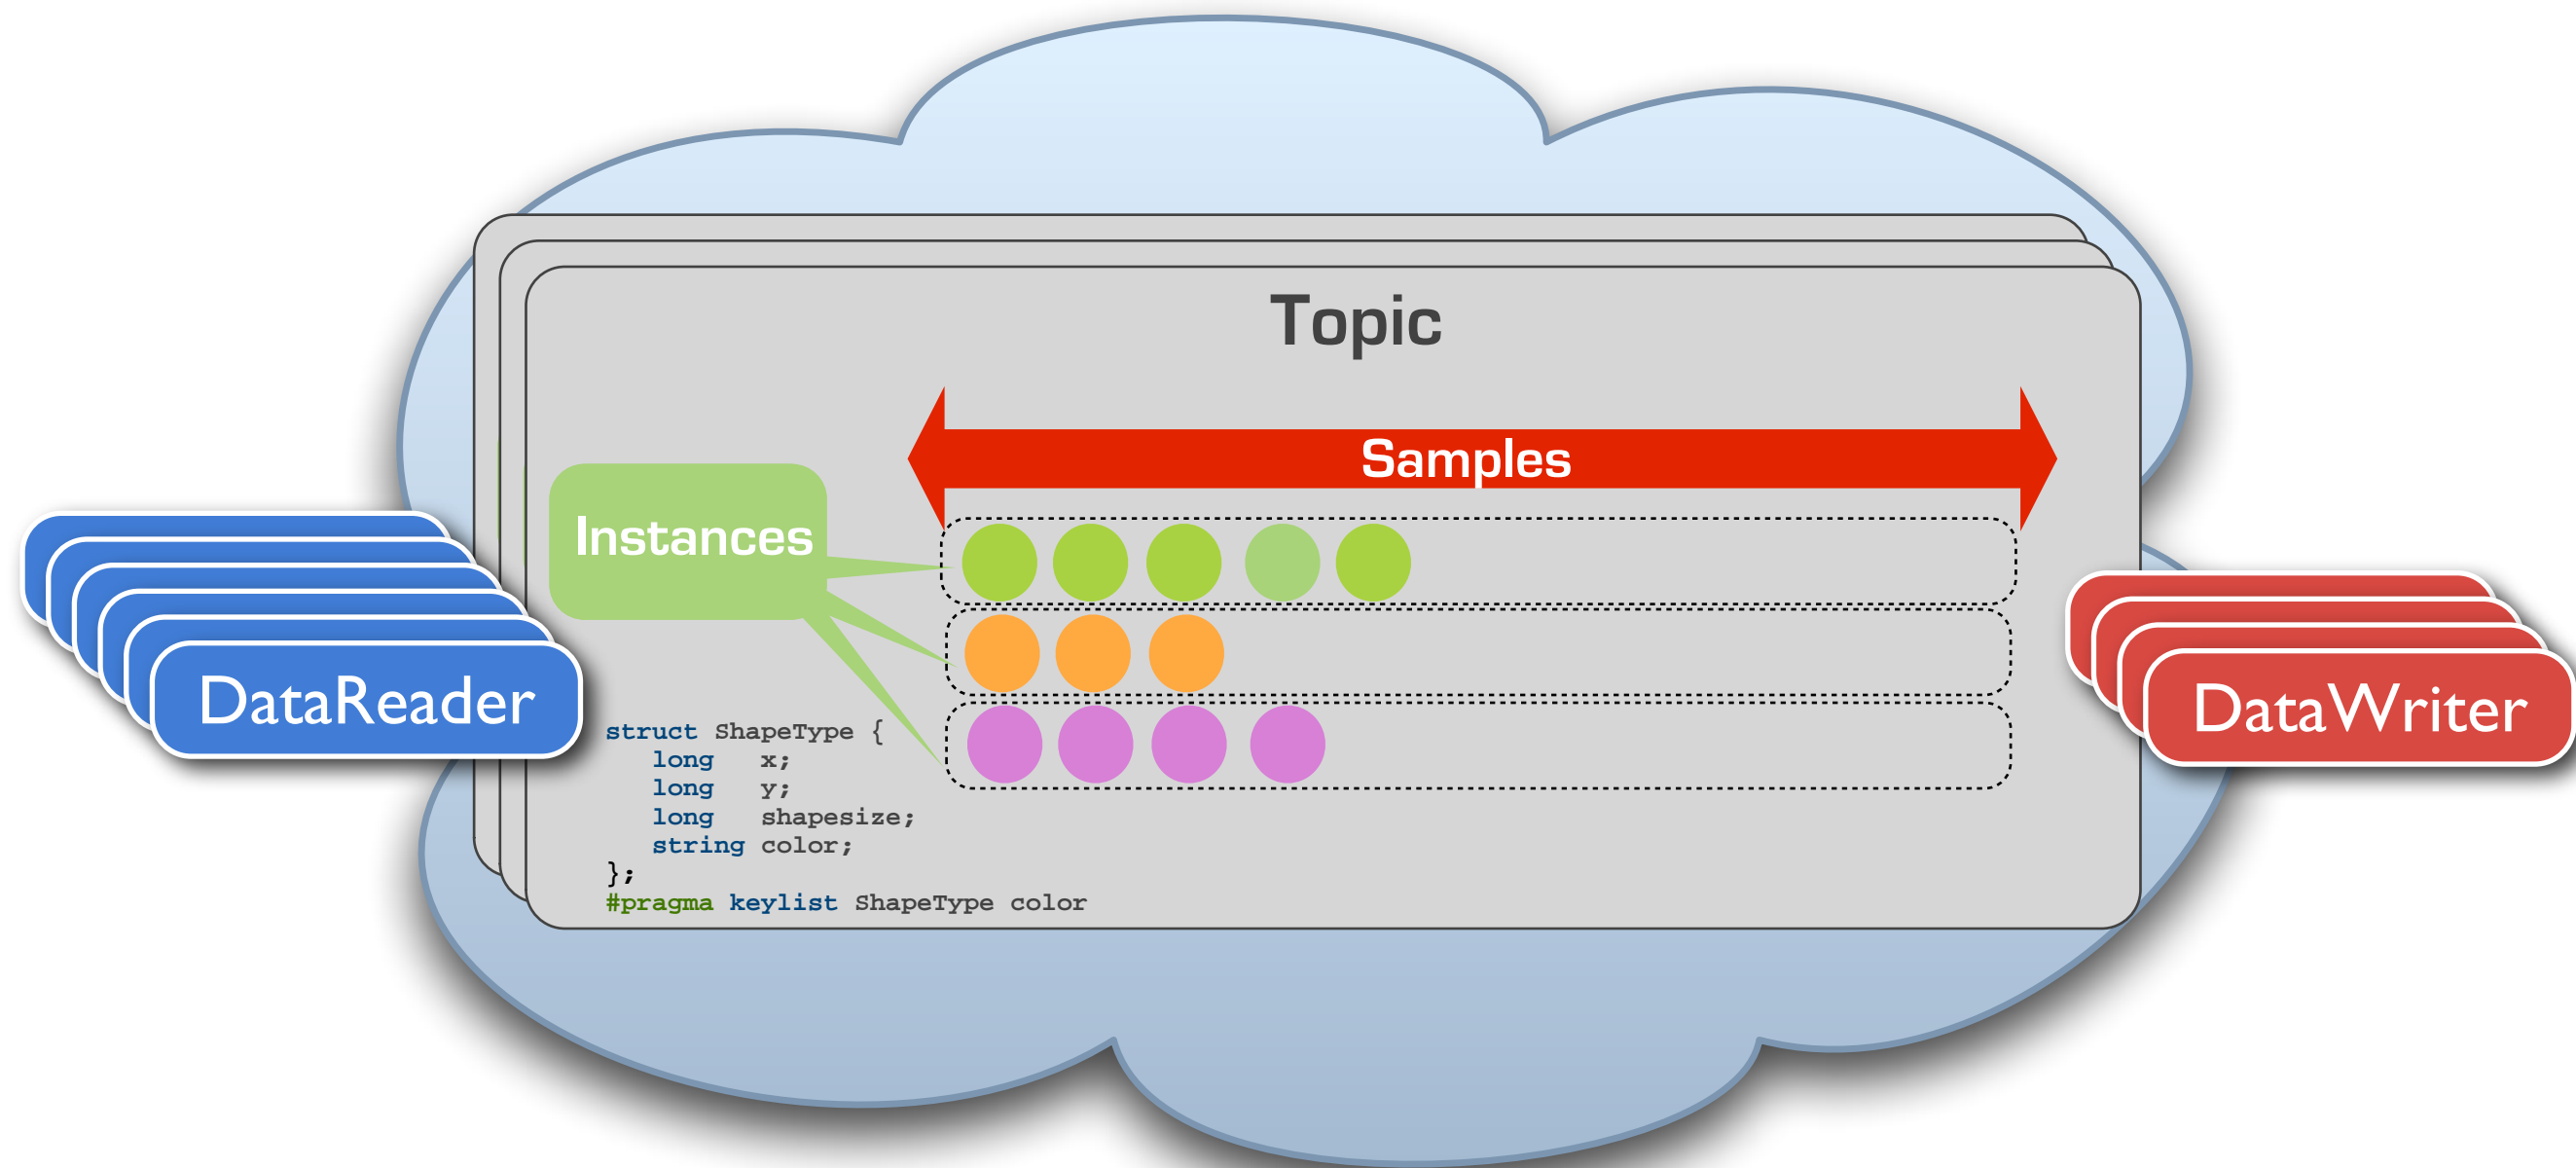 Topic
Samples
Instances
DataReader
DataWriter
struct ShapeType {
   long   x;
   long   y;
   long   shapesize;
   string color;
};
#pragma keylist ShapeType color